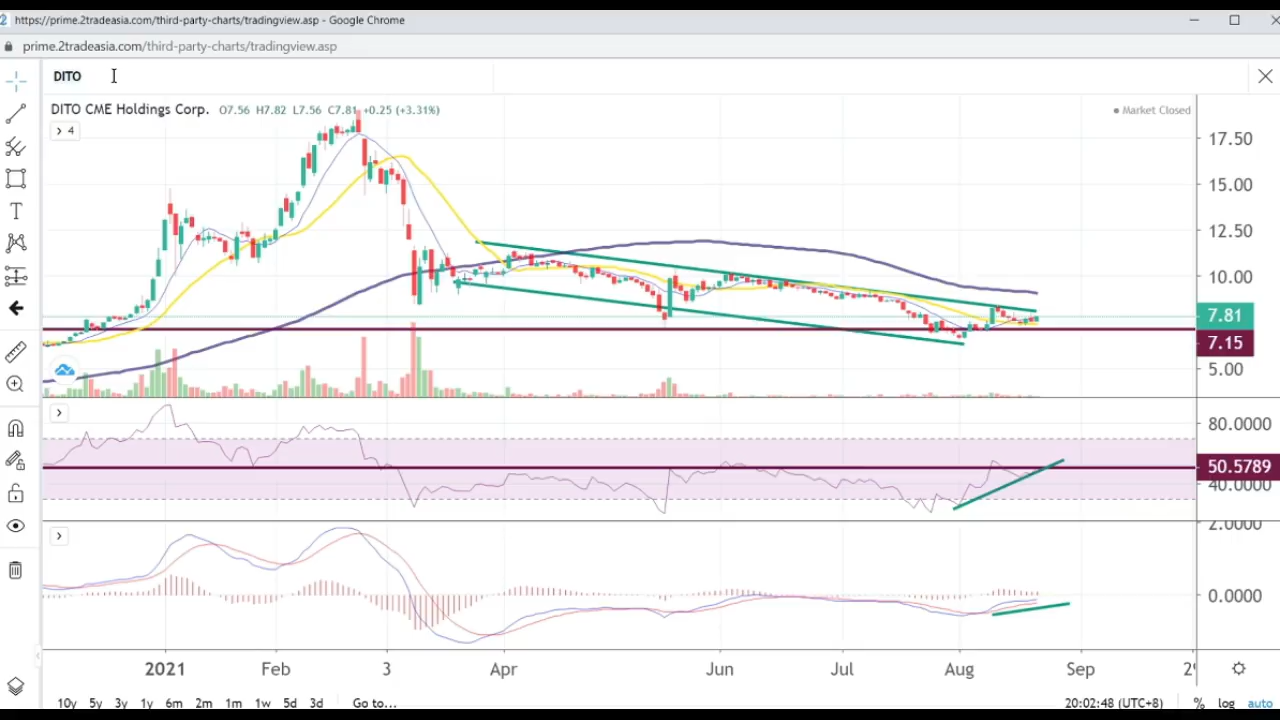 https://prime.2tradeasia.com/third-party-charts/tradingview.asp - Google Chrome
prime.2tradeasia.com/third-party-charts/tradingview.asp
DITO
DITO CME Holdings Corp. O7.56 H7.82 L7.56 C7.81 +0.25 (+3.31%)
Market Closed
4
17.50
15.00
12.50
10.00
7.81
7.15
5.00
80.0000
50.5789
40.0000
2.0000
0.0000
2021 Feb 3 Apr Jun Jul Aug Sep
10y 5y 3y 1y 6m 2m 1m 1w 5d 3d Go to... 20:02:48 (UTC+8) % log auto